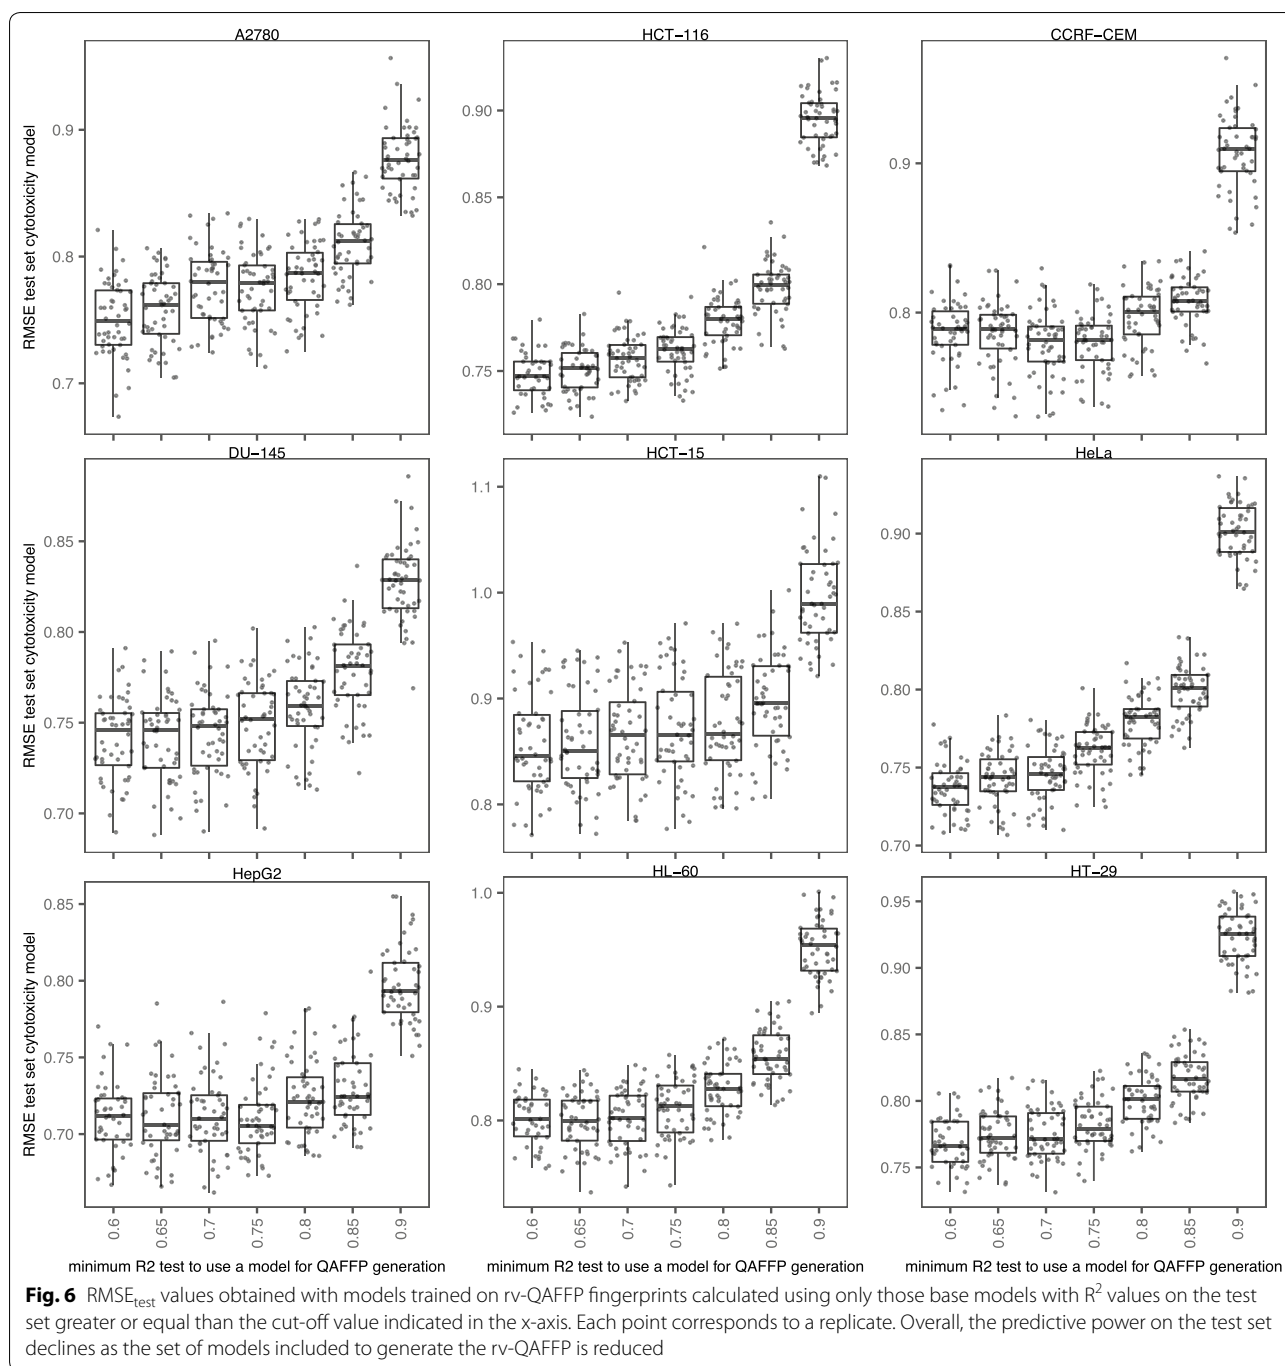 A2780
HCT−116
CCRF−CEM
RMSE test set cytotoxicity model
0.9
0.8
0.7
0.90
0.85
0.80
0.75
0.9
0.8
DU−145
HCT−15
HeLa
RMSE test set cytotoxicity model
0.85
0.80
0.75
0.70
1.1
1.0
0.9
0.8
0.90
0.85
0.80
0.75
0.70
HepG2
HL−60
HT−29
RMSE test set cytotoxicity model
0.85
0.80
0.75
0.70
1.0
0.9
0.8
0.95
0.90
0.85
0.80
0.75
0.6 0.65 0.7 0.75 0.8 0.85 0.9
0.6 0.65 0.7 0.75 0.8 0.85 0.9
0.6 0.65 0.7 0.75 0.8 0.85 0.9
minimum R2 test to use a model for QAFFP generation
minimum R2 test to use a model for QAFFP generation
minimum R2 test to use a model for QAFFP generation
Fig. 6 RMSEtest values obtained with models trained on rv-QAFFP fingerprints calculated using only those base models with R2 values on the test
set greater or equal than the cut-off value indicated in the x-axis. Each point corresponds to a replicate. Overall, the predictive power on the test set
declines as the set of models included to generate the rv-QAFFP is reduced